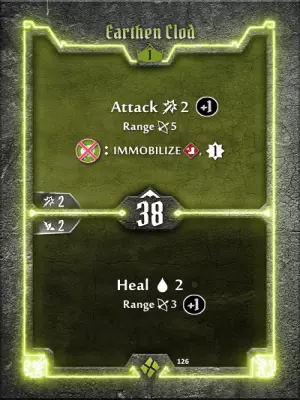 Earthen Clod
1
Attack 2 +1
Range 5
: IMMOBILIZE , 1
2
38
2
Heal 2
Range 3 +1
126